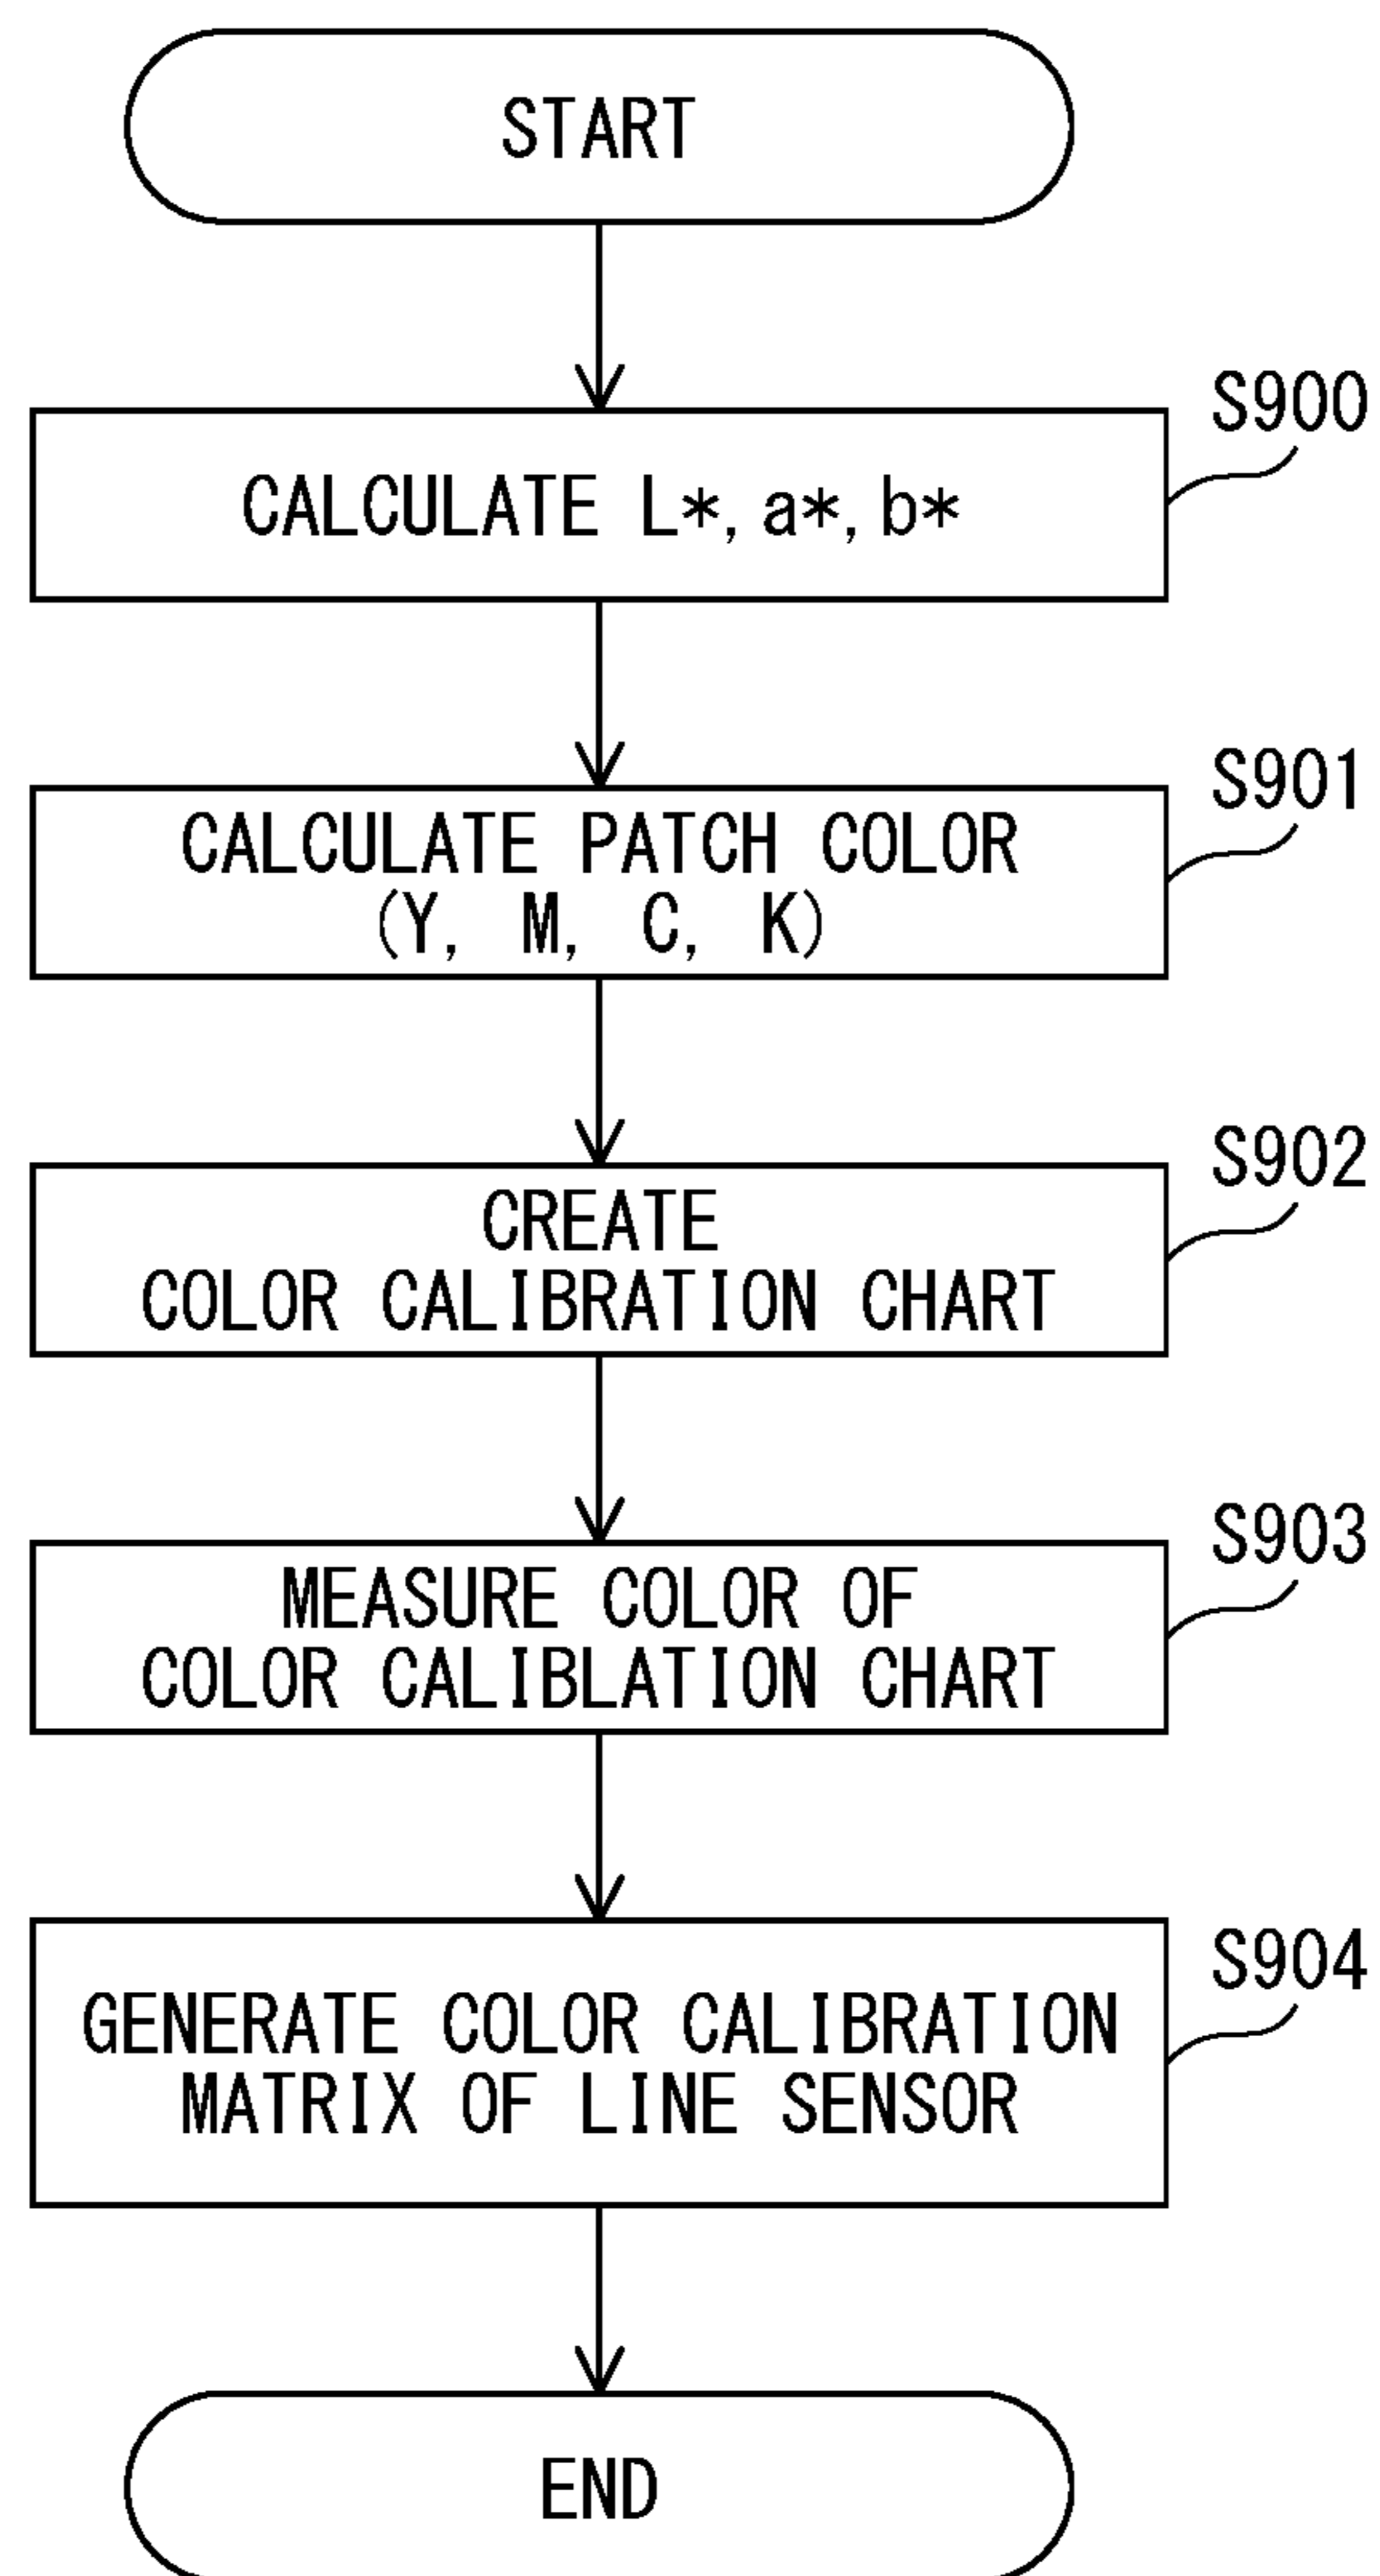 START
S900
CALCULATE L*, a*, b*
S901
CALCULATE PATCH COLOR
(Y, M, C, K)
S902
CREATE
COLOR CALIBRATION CHART
S903
MEASURE COLOR OF
COLOR CALIBLATION CHART
S904
GENERATE COLOR CALIBRATION
MATRIX OF LINE SENSOR
END